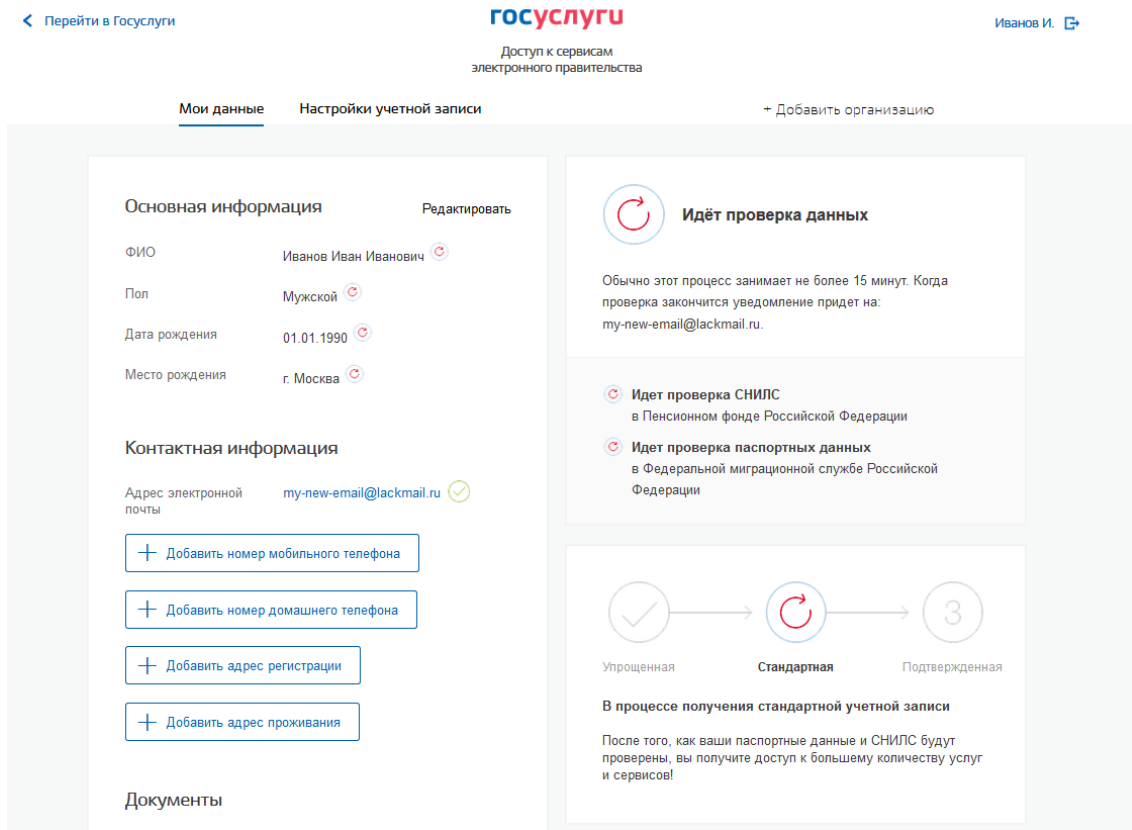 Перейти в Госуслуги
госуслуги
Иванов И.
Доступ к сервисам
электронного правительства
Мои данные
Настройки учетной записи
+ Добавить организацию
Основная информация
Редактировать
ФИО
Иванов Иван Иванович
Пол
Мужской
Дата рождения
01.01.1990
Место рождения
г. Москва
Контактная информация
Адрес электронной
почты
my-new-email@lackmail.ru
Добавить номер мобильного телефона
Добавить номер домашнего телефона
Добавить адрес регистрации
Добавить адрес проживания
Документы
Идёт проверка данных
Обычно этот процесс занимает не более 15 минут. Когда
проверка закончится уведомление придет на:
my-new-email@lackmail.ru.
Идет проверка СНИЛС
в Пенсионном фонде Российской Федерации
Идет проверка паспортных данных
в Федеральной миграционной службе Российской
Федерации
3
Упрощенная
Стандартная
Подтвержденная
В процессе получения стандартной учетной записи
После того, как ваши паспортные данные и СНИЛС будут
проверены, вы получите доступ к большему количеству услуг
и сервисов!